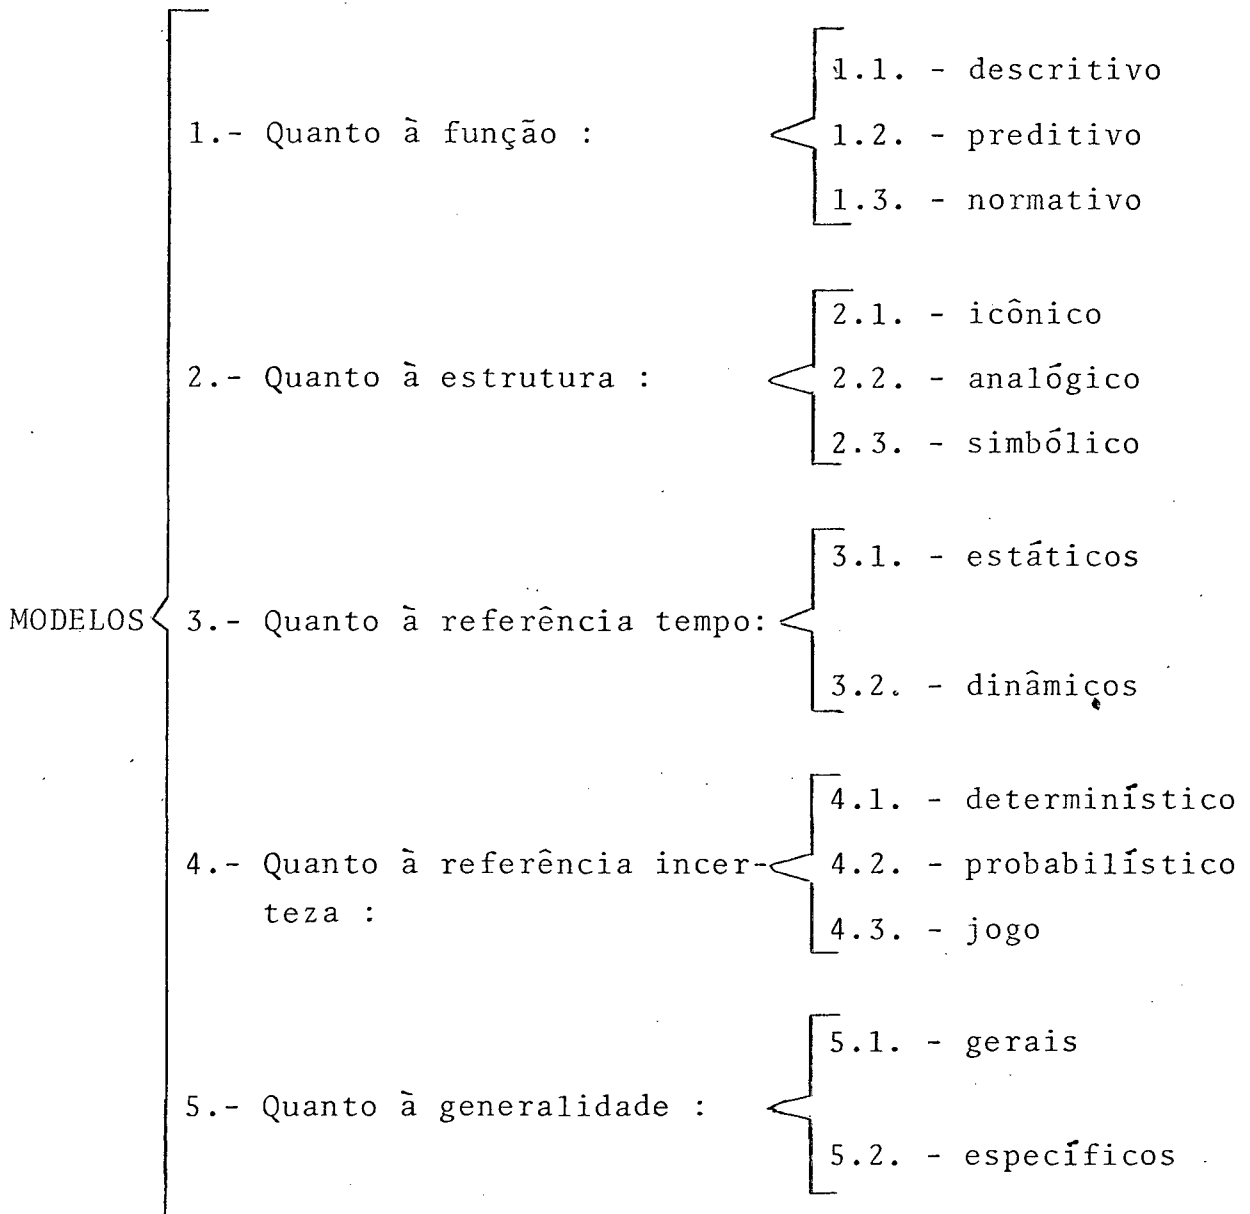 1.1. - descritivo
1.- Quanto à função :
1.2. - preditivo
1.3. - normativo
2.1. - icônico
2.- Quanto à estrutura :
2.2. - analógico
2.3. - simbólico
3.1. - estáticos
MODELOS
3.- Quanto à referência tempo:
3.2. - dinâmicos
4.1. - determinístico
4.- Quanto à referência incer-
teza :
4.2. - probabilístico
4.3. - jogo
5.1. - gerais
5.- Quanto à generalidade :
5.2. - específicos